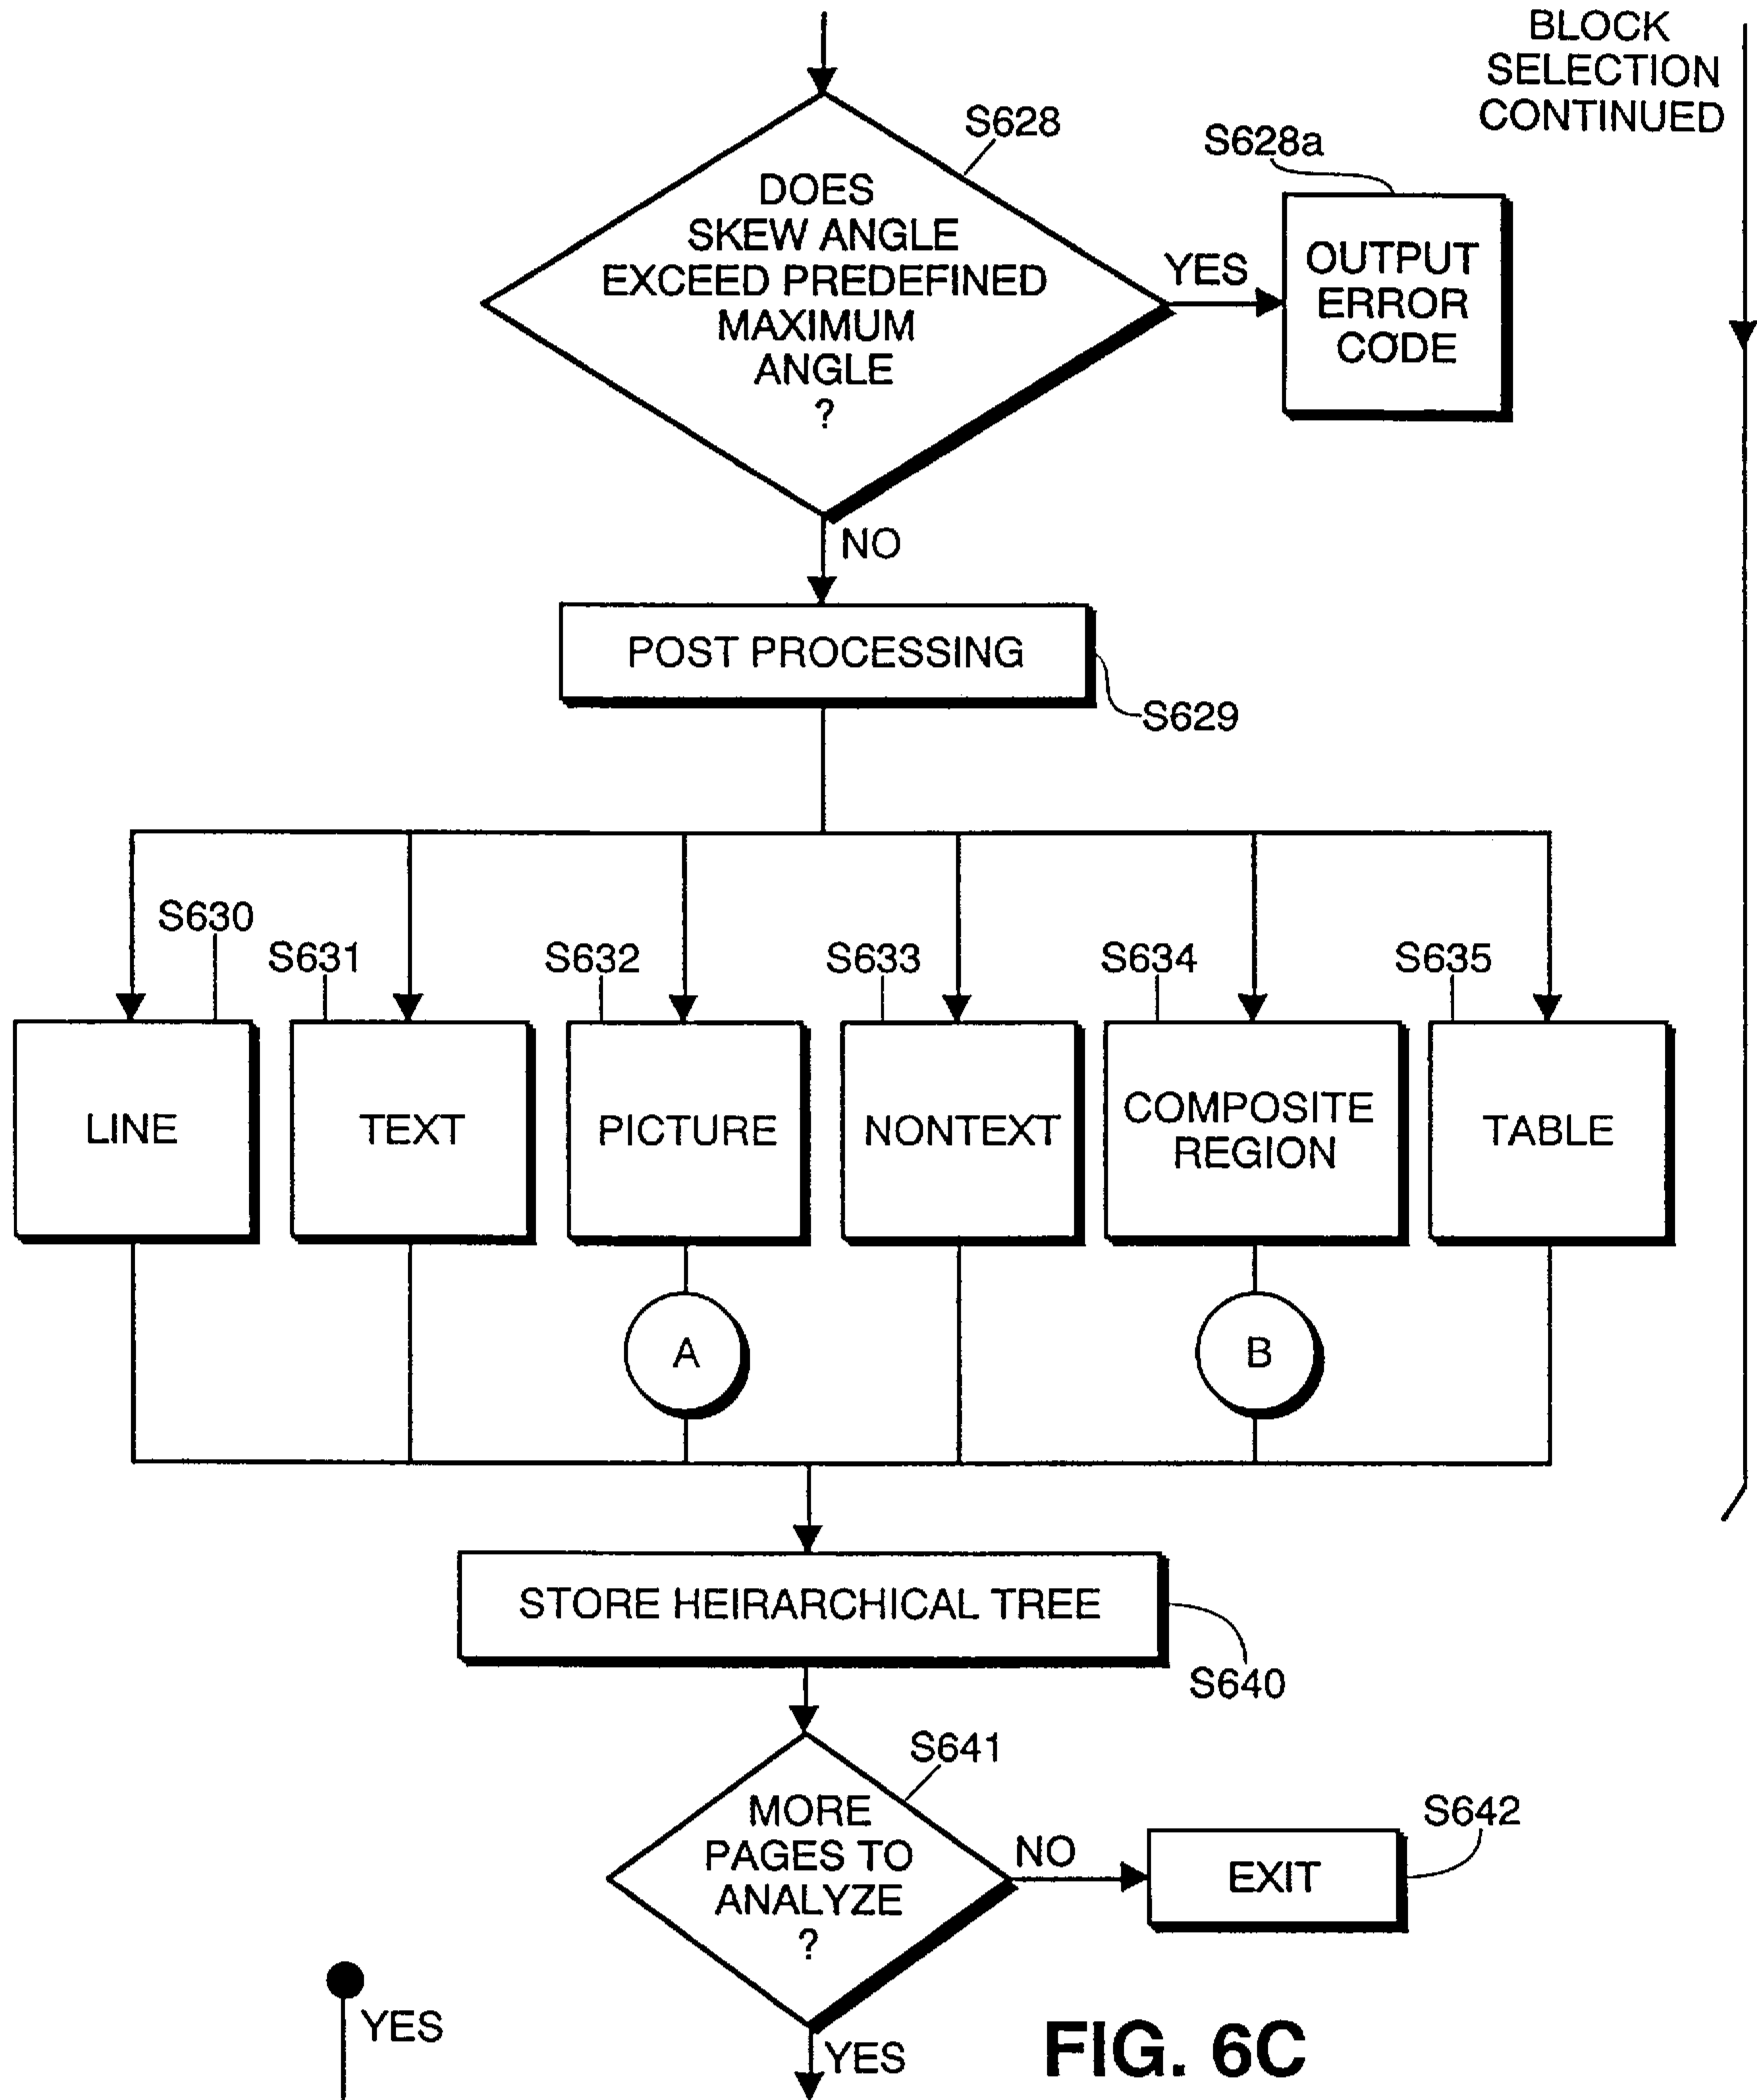 BLOCK
SELECTION
CONTINUED
S628
S628a
DOES
SKEW ANGLE
EXCEED PREDEFINED
MAXIMUM
ANGLE
?
YES
OUTPUT
ERROR
CODE
NO
POST PROCESSING
S629
S630
S631
S632
S633
S634
S635
LINE
TEXT
PICTURE
NONTEXT
COMPOSITE
REGION
TABLE
A
B
STORE HEIRARCHICAL TREE
S640
S641
MORE
PAGES TO
ANALYZE
?
NO
S642
EXIT
YES
YES
FIG. 6C